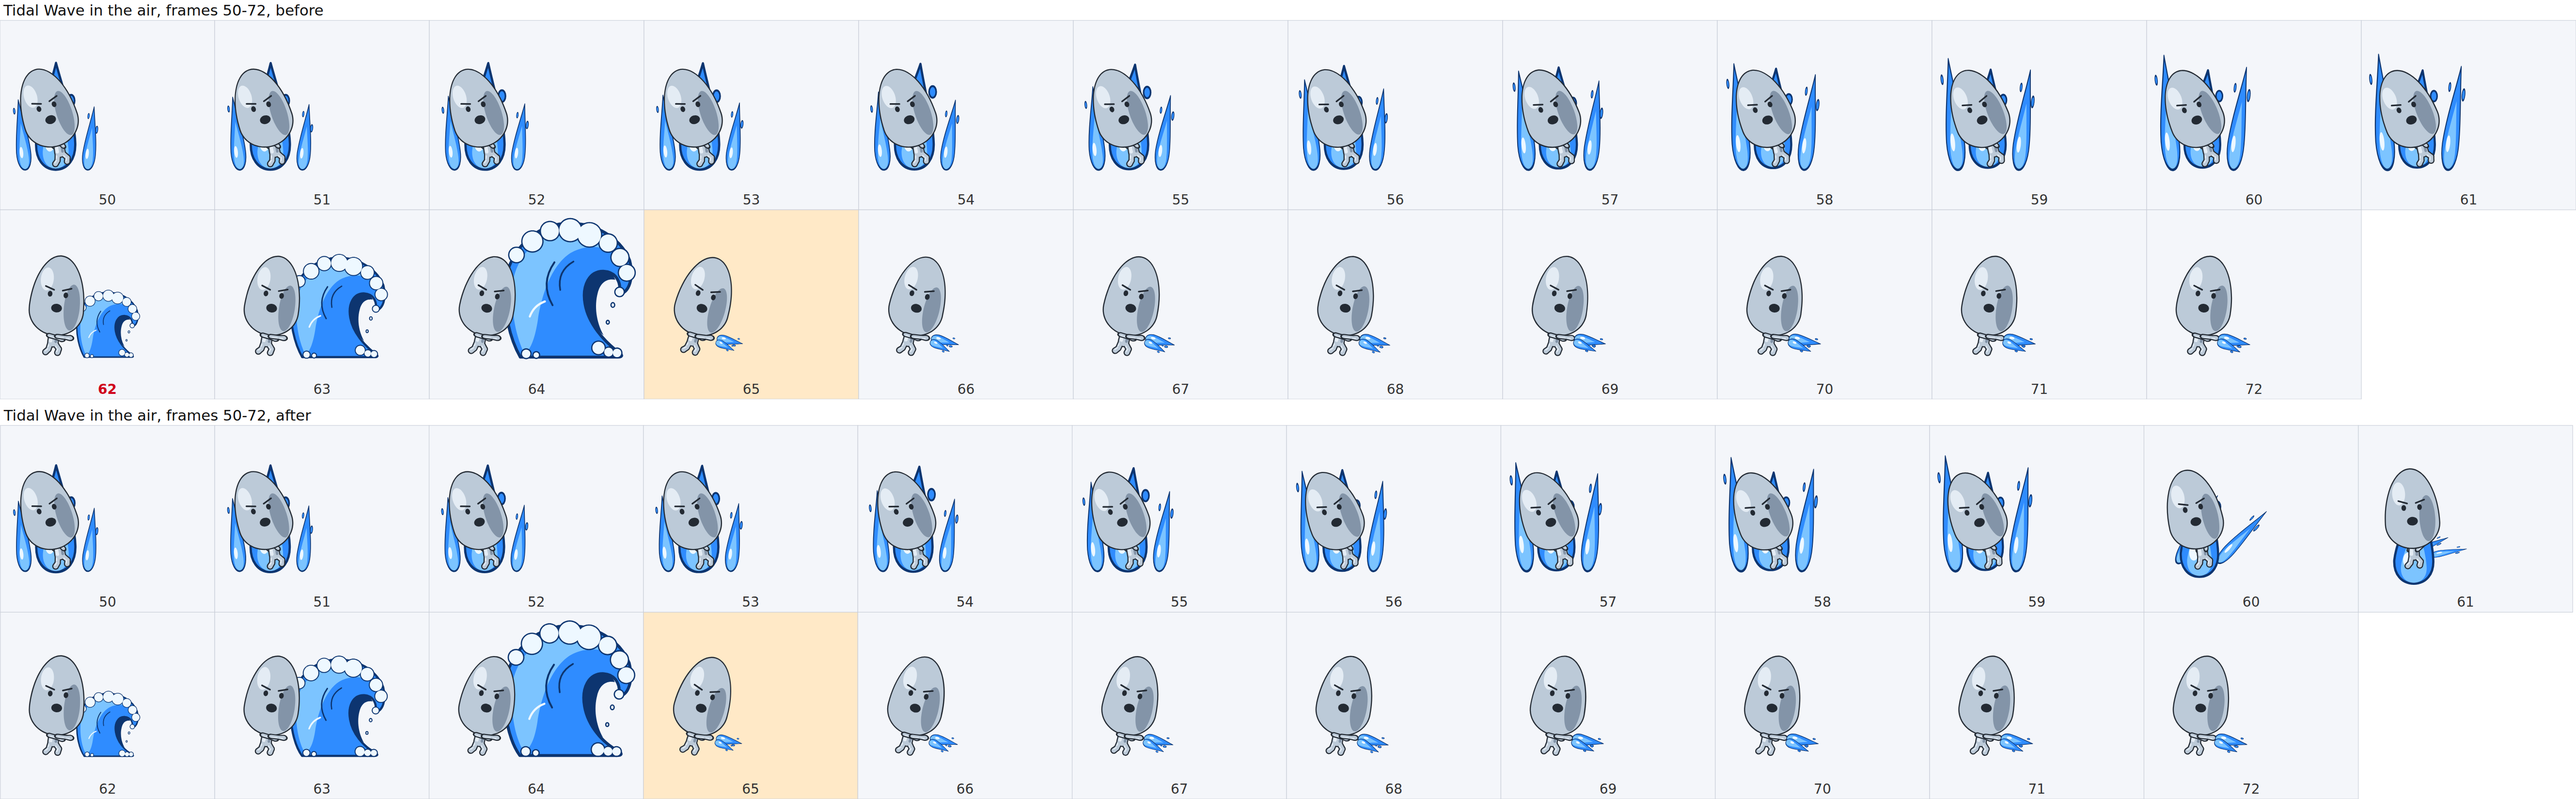 Tidal Wave in the air, frames 50-72, before
50 51 52 53 54 55 56 57 58 59 60 61
62 63 64 65 66 67 68 69 70 71 72
Tidal Wave in the air, frames 50-72, after
50 51 52 53 54 55 56 57 58 59 60 61
62 63 64 65 66 67 68 69 70 71 72